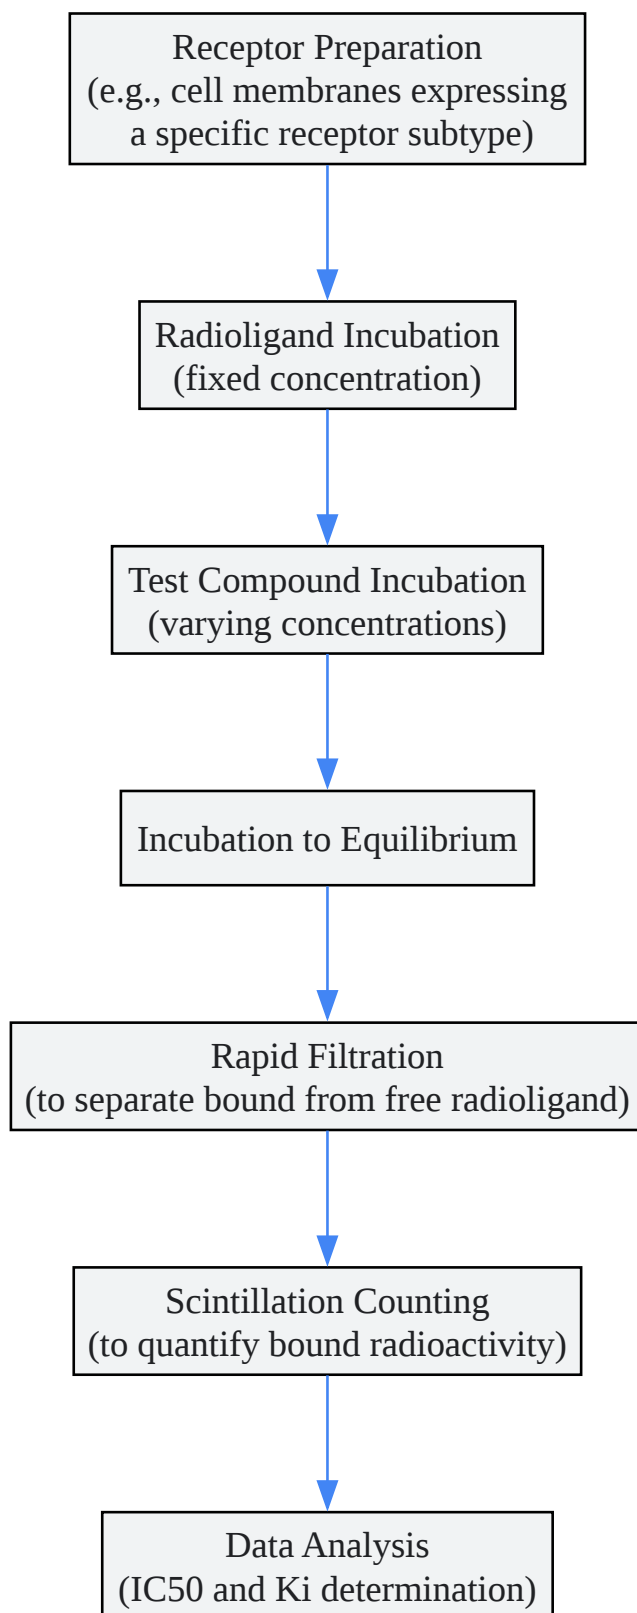 Receptor Preparation
(e.g., cell membranes expressing
a specific receptor subtype)
Radioligand Incubation
(fixed concentration)
Test Compound Incubation
(varying concentrations)
Incubation to Equilibrium
Rapid Filtration
(to separate bound from free radioligand)
Scintillation Counting
(to quantify bound radioactivity)
Data Analysis
(IC50 and Ki determination)